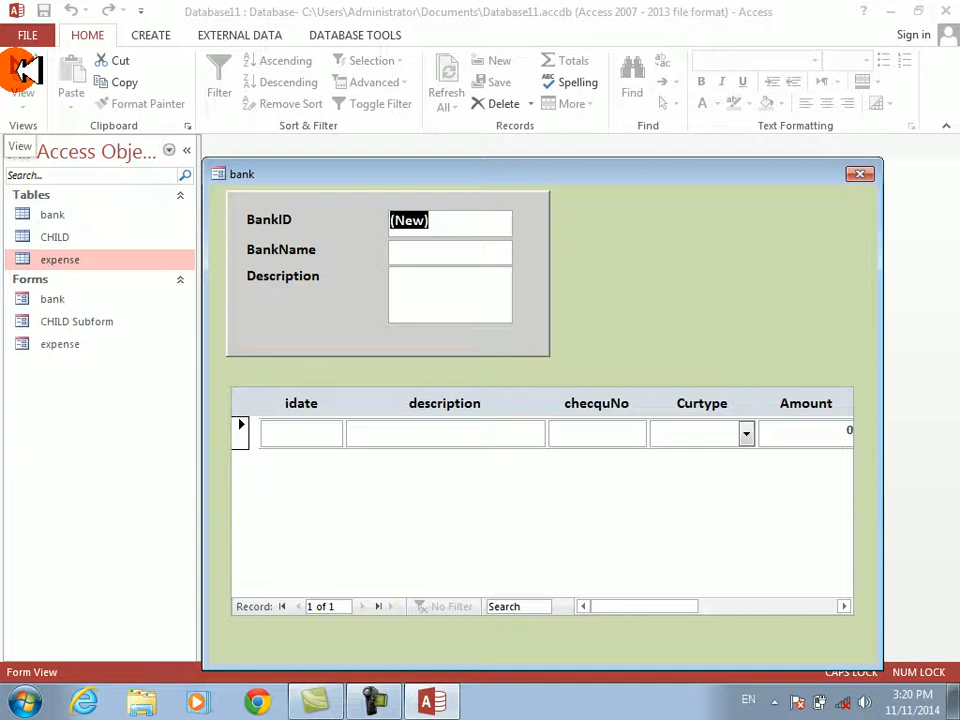 Database11 : Database- C:\Users\Administrator\Documents\Database11.accdb (Access 2007 - 2013 file format) - Access
FILE HOME CREATE EXTERNAL DATA DATABASE TOOLS Sign in
View Paste Cut Copy Format Painter
Filter Ascending Descending Remove Sort Selection Advanced Toggle Filter
Refresh All New Save Delete Totals Spelling More
Find
Views Clipboard Sort & Filter Records Find Text Formatting
View
Access Obje...
Search...
Tables
bank
CHILD
expense
Forms
bank
CHILD Subform
expense
bank
BankID (New)
BankName
Description
idate description checquNo Curtype Amount
0
Record: 1 of 1 No Filter Search
Form View CAPS LOCK NUM LOCK
EN 3:20 PM
11/11/2014